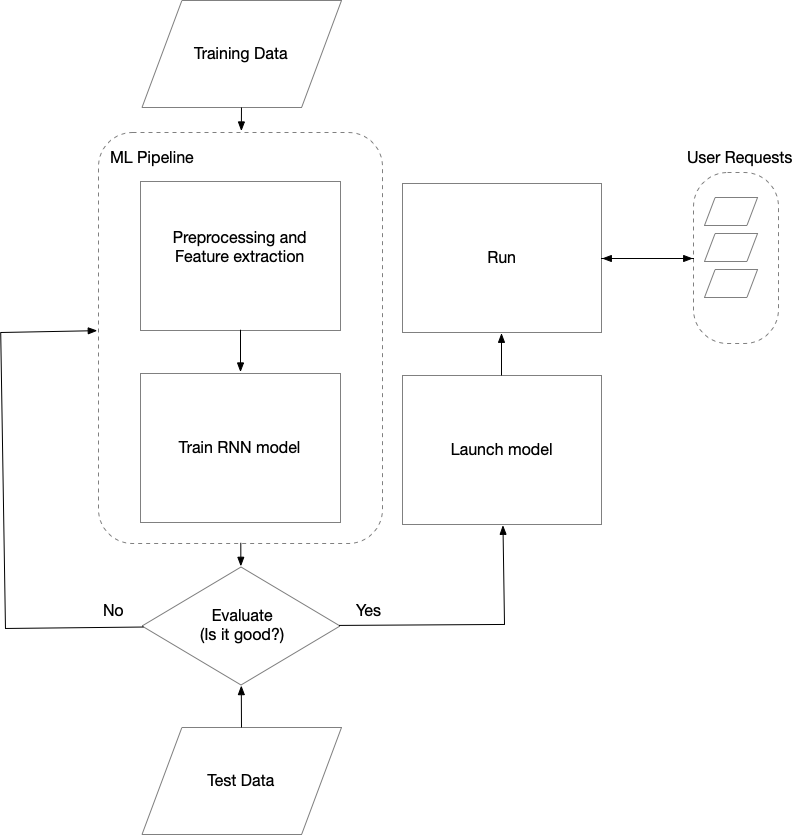 Training Data
ML Pipeline
User Requests
Preprocessing and
Feature extraction
Run
Train RNN model
Launch model
No
Evaluate
(Is it good?)
Yes
Test Data